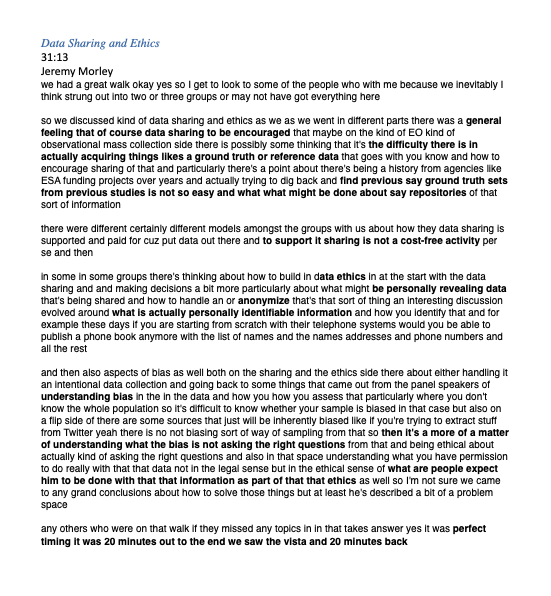 Data Sharing and Ethics
31:13
Jeremy Morley
we had a great walk okay yes so I get to look to some of the people who with me because we inevitably I
think strung out into two or three groups or may not have got everything here
so we discussed kind of data sharing and ethics as we as we went in different parts there was a general
feeling that of course data sharing to be encouraged that maybe on the kind of EO kind of
observational mass collection side there is possibly some thinking that it's the difficulty there is in
actually acquiring things likes a ground truth or reference data that goes with you know and how to
encourage sharing of that and particularly there's a point about there's being a history from agencies like
ESA funding projects over years and actually trying to dig back and find previous say ground truth sets
from previous studies is not so easy and what what might be done about say repositories of that
sort of information
there were different certainly different models amongst the groups with us about how they data sharing is
supported and paid for cuz put data out there and to support it sharing is not a cost-free activity per
se and then
in some in some groups there's thinking about how to build in data ethics in at the start with the data
sharing and and making decisions a bit more particularly about what might be personally revealing data
that's being shared and how to handle an or anonymize that's that sort of thing an interesting discussion
evolved around what is actually personally identifiable information and how you identify that and for
example these days if you are starting from scratch with their telephone systems would you be able to
publish a phone book anymore with the list of names and the names addresses and phone numbers and
all the rest
and then also aspects of bias as well both on the sharing and the ethics side there about either handling it
an intentional data collection and going back to some things that came out from the panel speakers of
understanding bias in the in the data and how you how you assess that particularly where you don't
know the whole population so it's difficult to know whether your sample is biased in that case but also on
a flip side of there are some sources that just will be inherently biased like if you're trying to extract stuff
from Twitter yeah there is no not biasing sort of way of sampling from that so then it's a more of a matter
of understanding what the bias is not asking the right questions from that and being ethical about
actually kind of asking the right questions and also in that space understanding what you have permission
to do really with that that data not in the legal sense but in the ethical sense of what are people expect
him to be done with that that information as part of that that ethics as well so I'm not sure we came
to any grand conclusions about how to solve those things but at least he's described a bit of a problem
space
any others who were on that walk if they missed any topics in in that takes answer yes it was perfect
timing it was 20 minutes out to the end we saw the vista and 20 minutes back